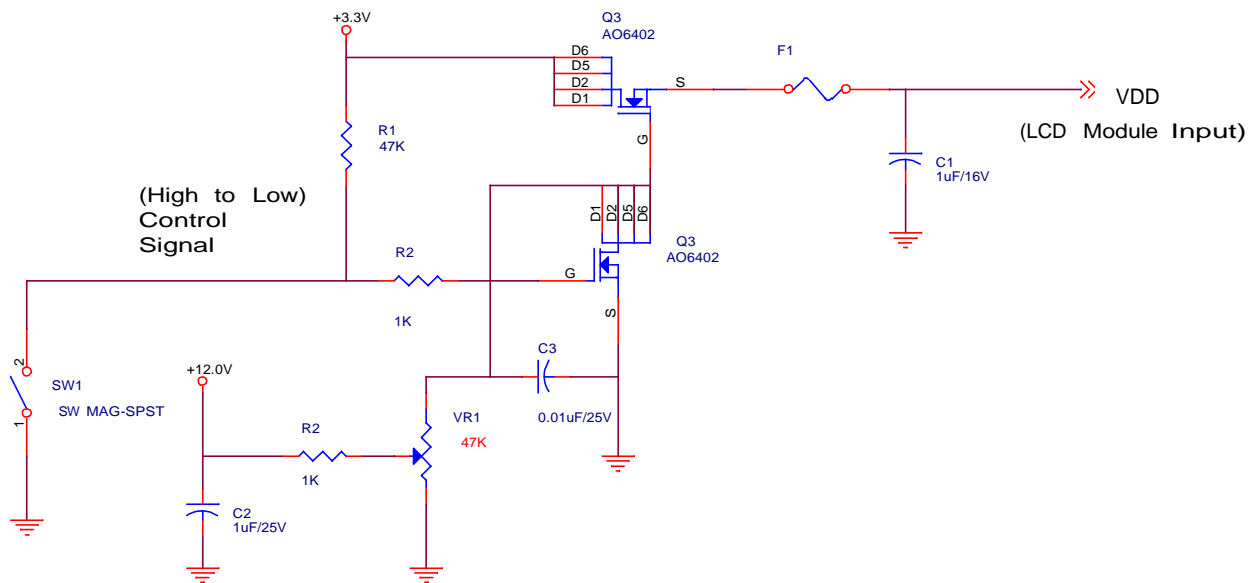 +3.3V
Q3
AO6402
D6
D5
D2
D1
S
G
F1
VDD
(LCD Module Input)
R1
47K
C1
1uF/16V
(High to Low)
Control
Signal
D1
D2
D5
D6
Q3
AO6402
R2
1K
G
S
2
1
SW1
SW MAG-SPST
+12.0V
C3
0.01uF/25V
VR1
47K
R2
1K
C2
1uF/25V